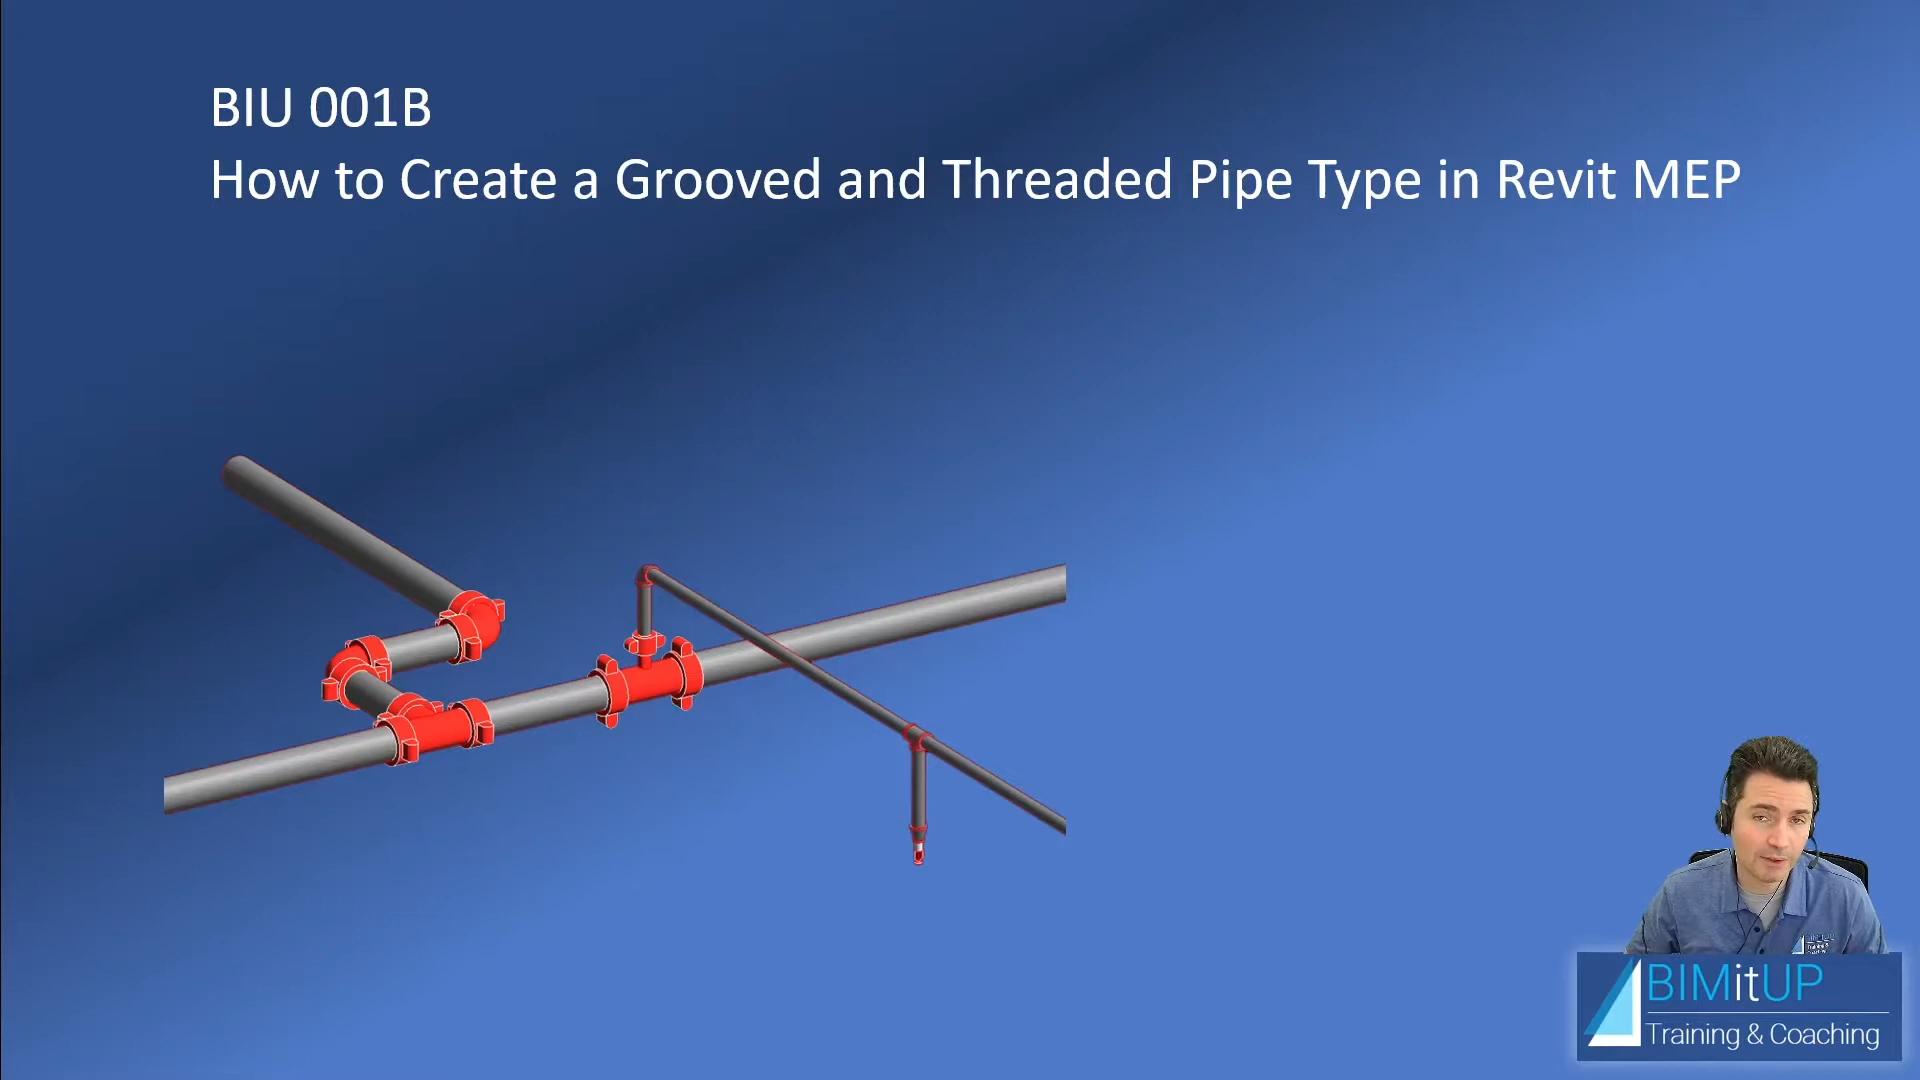 BIU 001B
How to Create a Grooved and Threaded Pipe Type in Revit MEP
BIMitUP
Training & Coaching